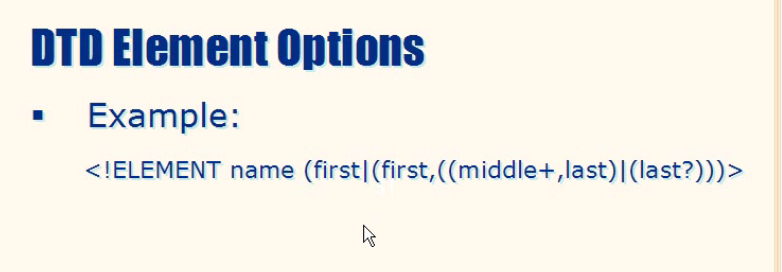 DTD Element Options
▪ Example:
<!ELEMENT name (first|(first,((middle+,last)|(last?)))>